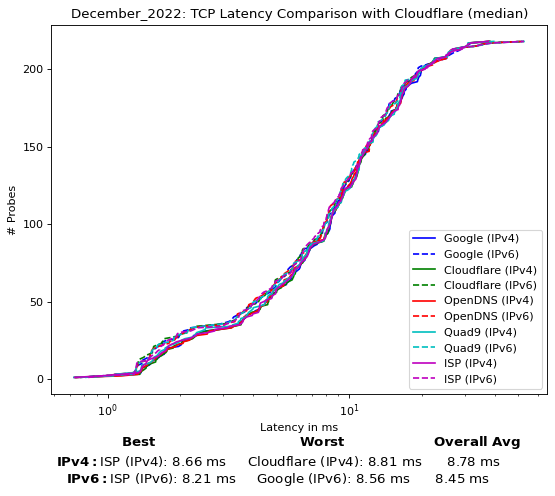 December_2022: TCP Latency Comparison with Cloudflare (median)
200
150
100
50
0
# Probes
Google (IPv4)
Google (IPv6)
Cloudflare (IPv4)
Cloudflare (IPv6)
OpenDNS (IPv4)
OpenDNS (IPv6)
Quad9 (IPv4)
Quad9 (IPv6)
ISP (IPv4)
ISP (IPv6)
10⁰ 10¹
Latency in ms
Best Worst Overall Avg
IPv4: ISP (IPv4): 8.66 ms Cloudflare (IPv4): 8.81 ms 8.78 ms
IPv6: ISP (IPv6): 8.21 ms Google (IPv6): 8.56 ms 8.45 ms